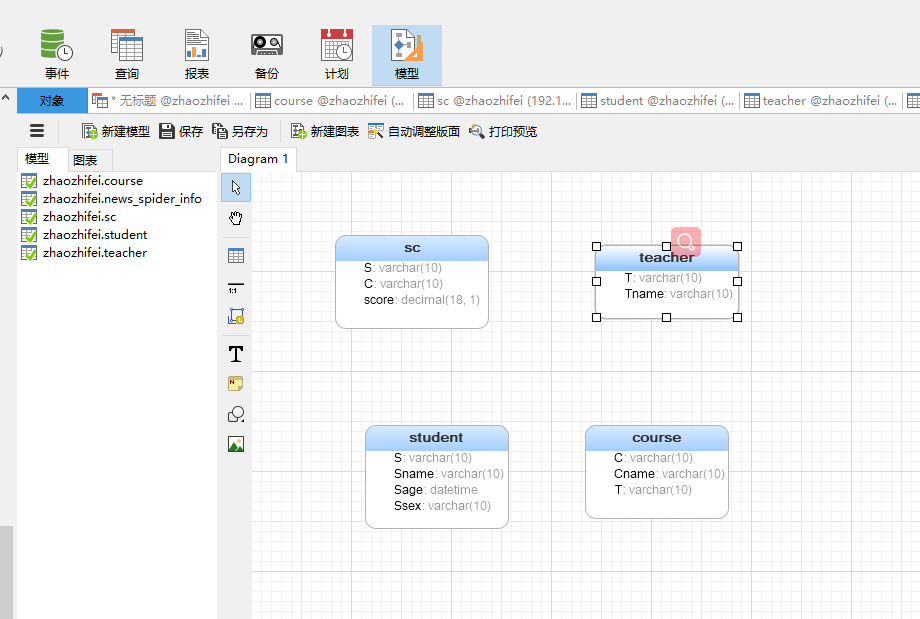 事件 查询 报表 备份 计划 模型
对象 * 无标题 @zhaozhifei ... course @zhaozhifei (... sc @zhaozhifei (192.1... student @zhaozhifei (... teacher @zhaozhifei (...
新建模型 保存 另存为 新建图表 自动调整版面 打印预览
模型 图表 Diagram 1
zhaozhifei.course
zhaozhifei.news_spider_info
zhaozhifei.sc
zhaozhifei.student
zhaozhifei.teacher
1:1
T
N
sc
S: varchar(10)
C: varchar(10)
score: decimal(18, 1)
teacher
T: varchar(10)
Tname: varchar(10)
student
S: varchar(10)
Sname: varchar(10)
Sage: datetime
Ssex: varchar(10)
course
C: varchar(10)
Cname: varchar(10)
T: varchar(10)